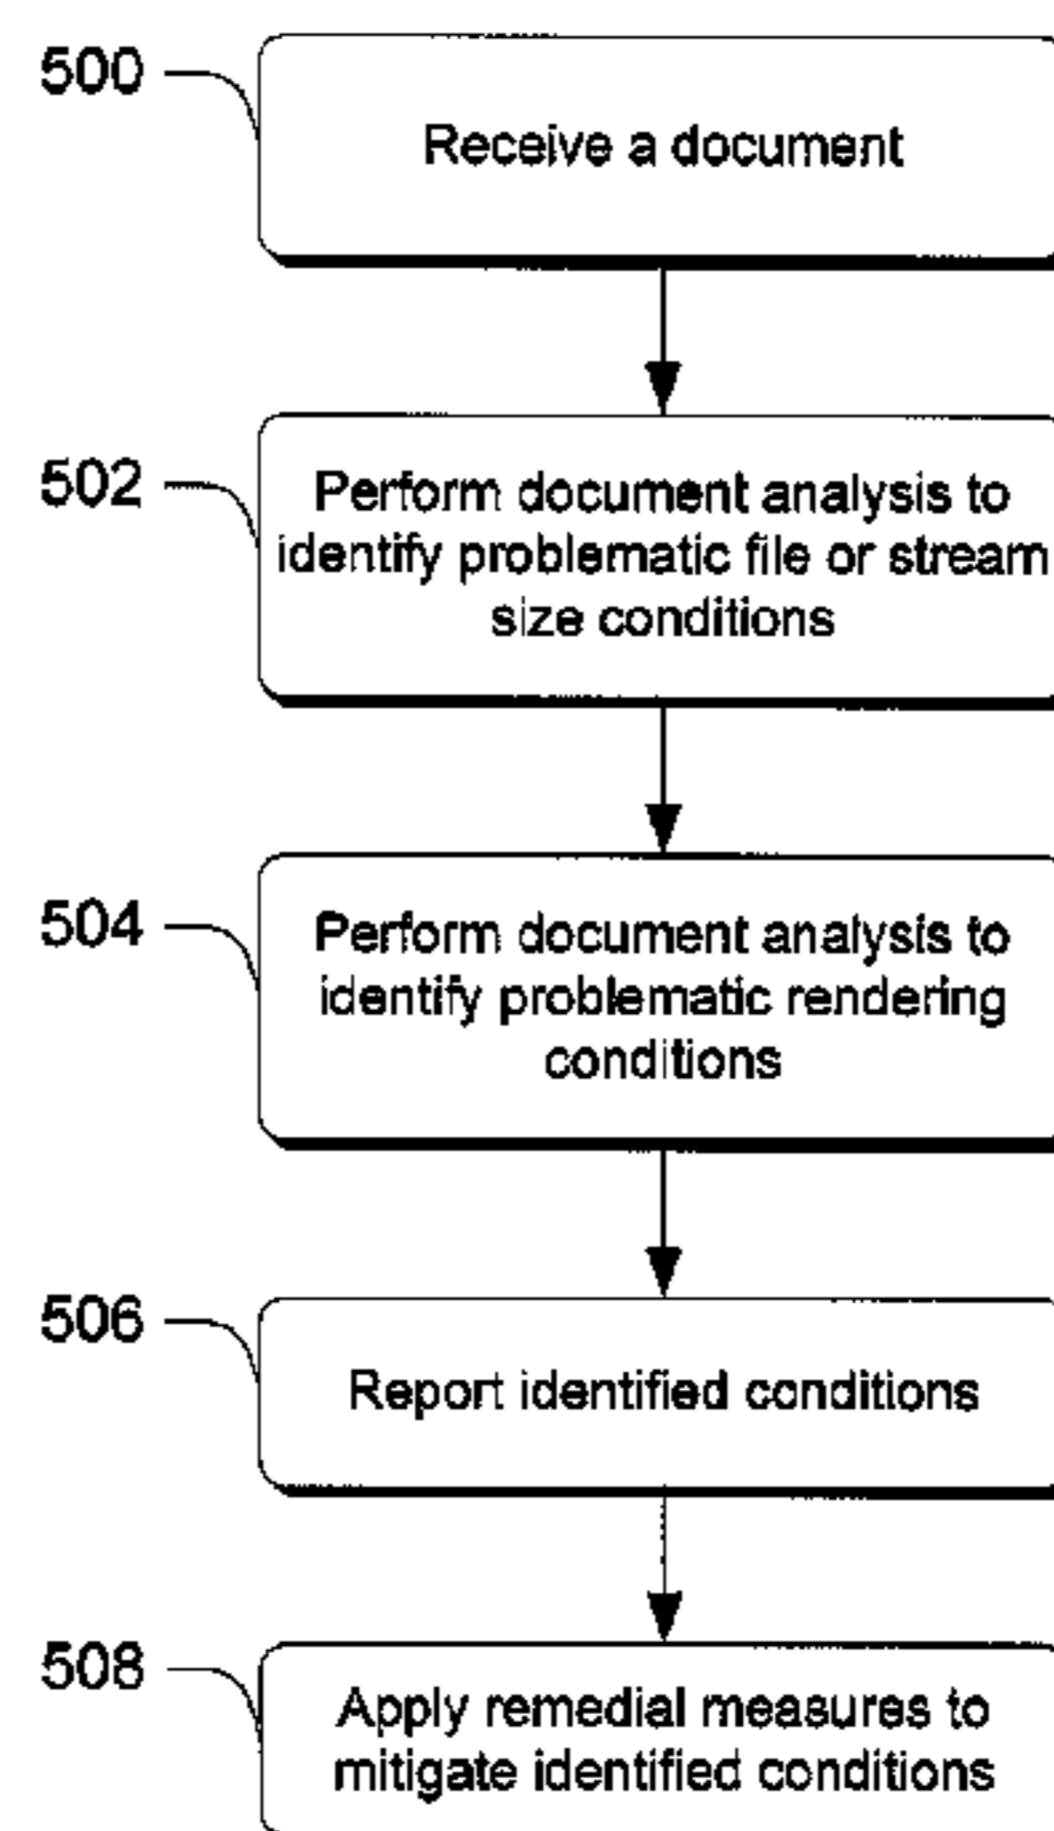 500
Receive a document
502
Perform document analysis to
identify problematic file or stream
size conditions
504
Perform document analysis to
identify problematic rendering
conditions
506
Report identified conditions
508
Apply remedial measures to
mitigate identified conditions